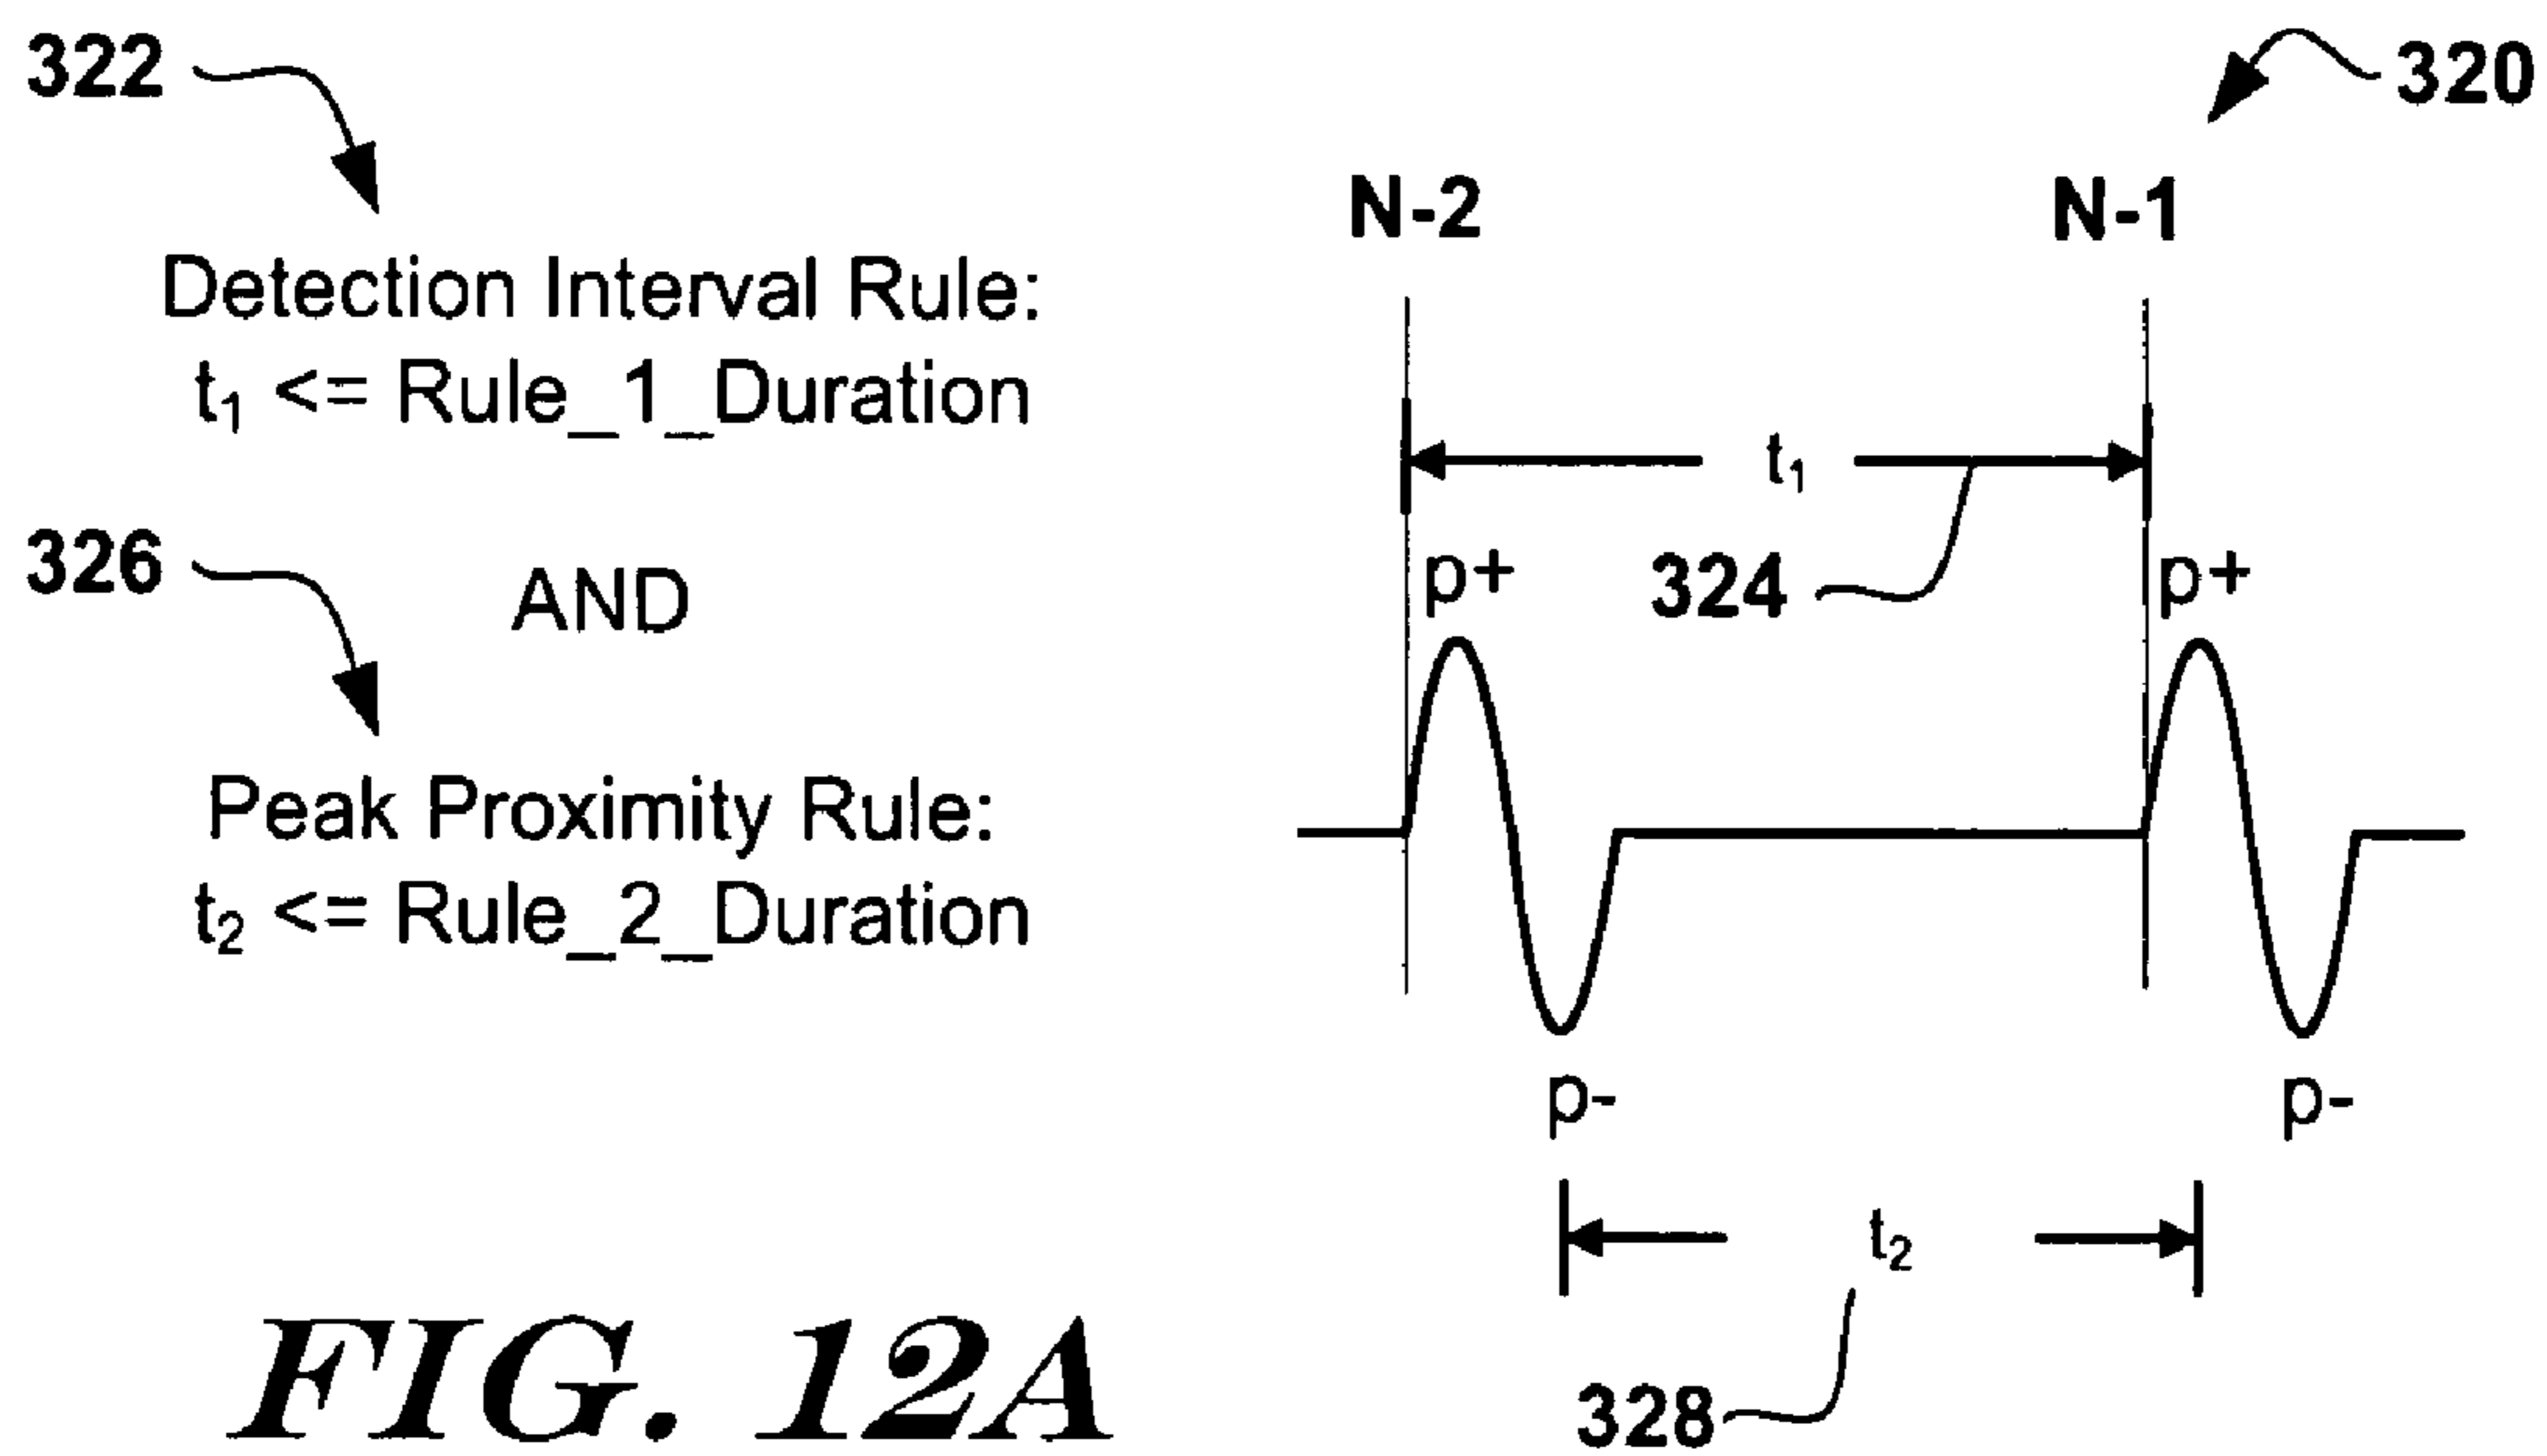 322
Detection Interval Rule:
t₁ <= Rule_1_Duration
326
AND
Peak Proximity Rule:
t₂ <= Rule_2_Duration
320
N-2
N-1
t₁
p+
324
p+
p-
p-
t₂
328
FIG. 12A